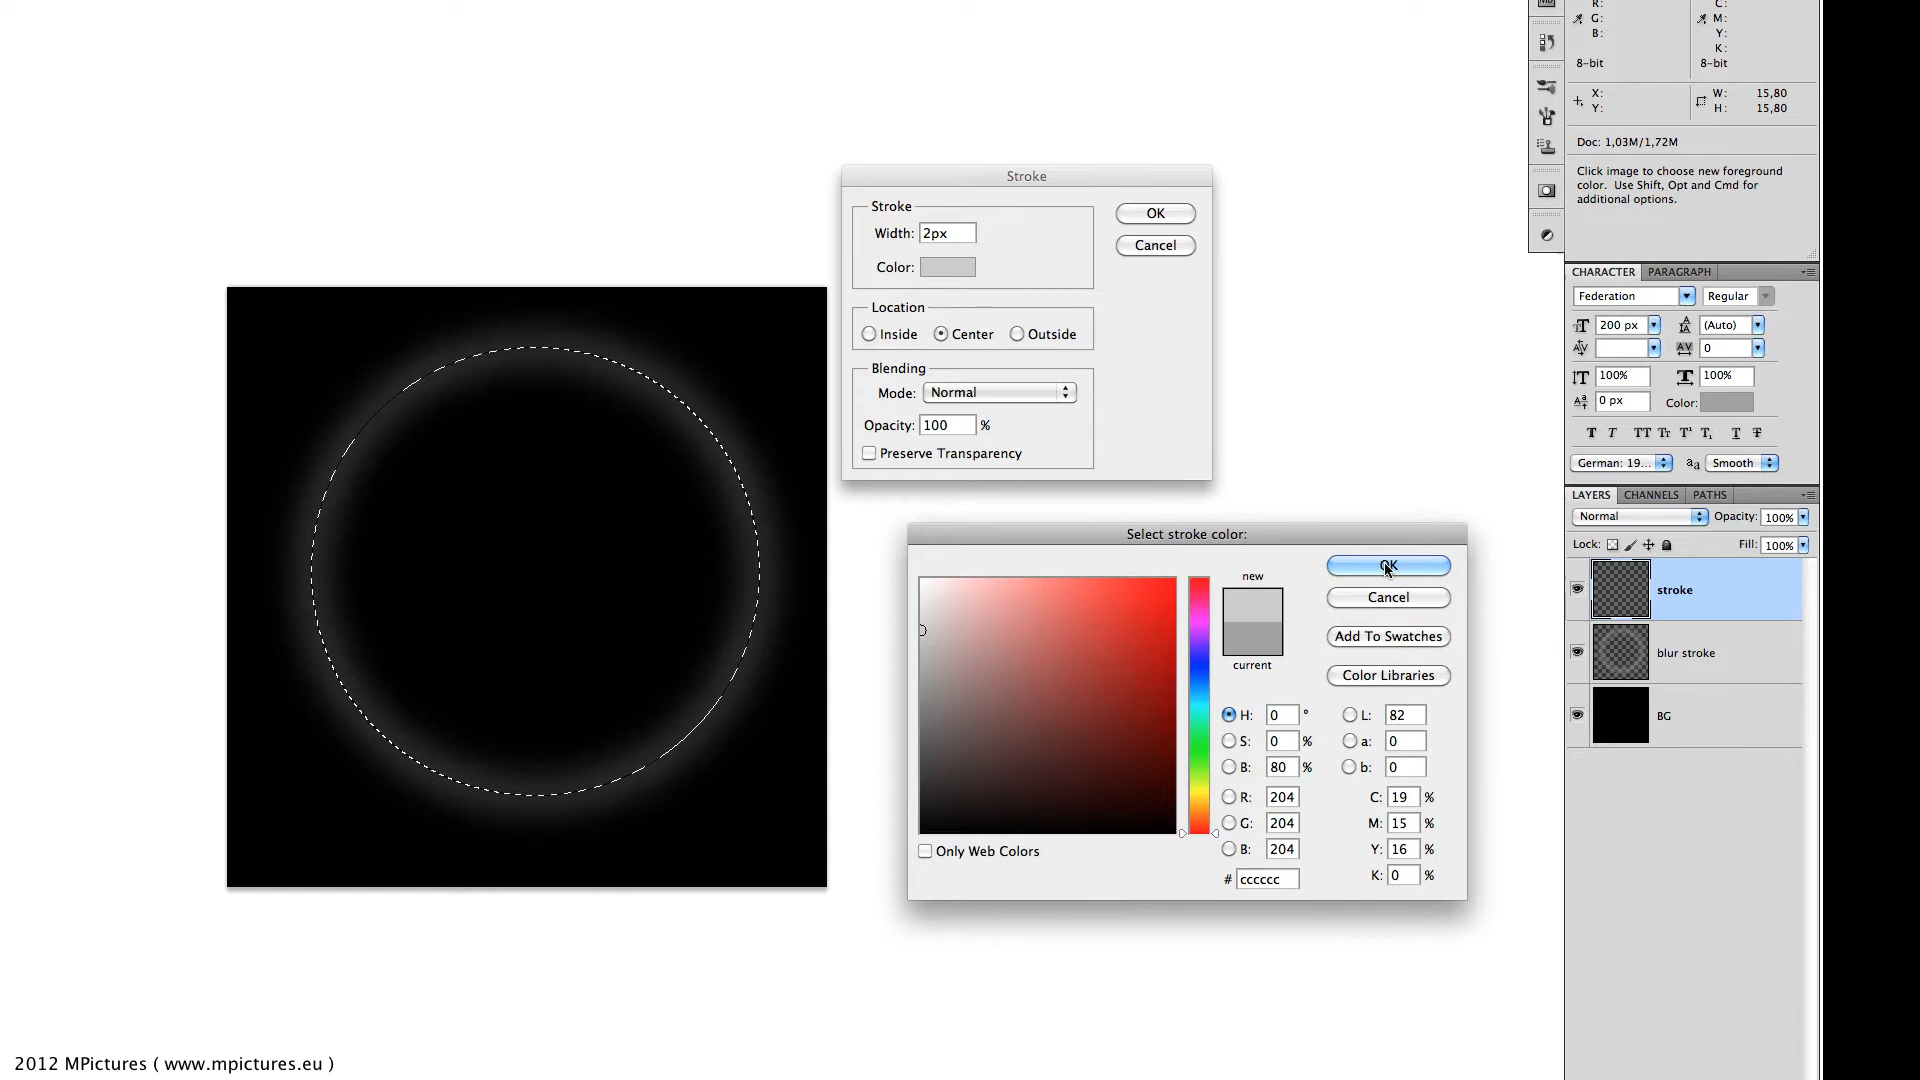 R:
G:
B:
8-bit
C:
M:
Y:
K:
8-bit
X:
Y:
W: 15,80
H: 15,80
Doc: 1,03M/1,72M
Click image to choose new foreground
color. Use Shift, Opt and Cmd for
additional options.
Stroke
Stroke
Width: 2px
Color:
OK
Cancel
Location
Inside Center Outside
Blending
Mode: Normal
Opacity: 100 %
Preserve Transparency
CHARACTER PARAGRAPH
Federation Regular
200 px (Auto)
0
100% 100%
0 px Color:
T T TT Tr T¹ T₁ T T
German: 19... aa Smooth
LAYERS CHANNELS PATHS
Normal Opacity: 100%
Lock: Fill: 100%
stroke
blur stroke
BG
Select stroke color:
new
current
OK
Cancel
Add To Swatches
Color Libraries
H: 0 °
S: 0 %
B: 80 %
R: 204
G: 204
B: 204
# cccccc
L: 82
a: 0
b: 0
C: 19 %
M: 15 %
Y: 16 %
K: 0 %
Only Web Colors
2012 MPictures ( www.mpictures.eu )